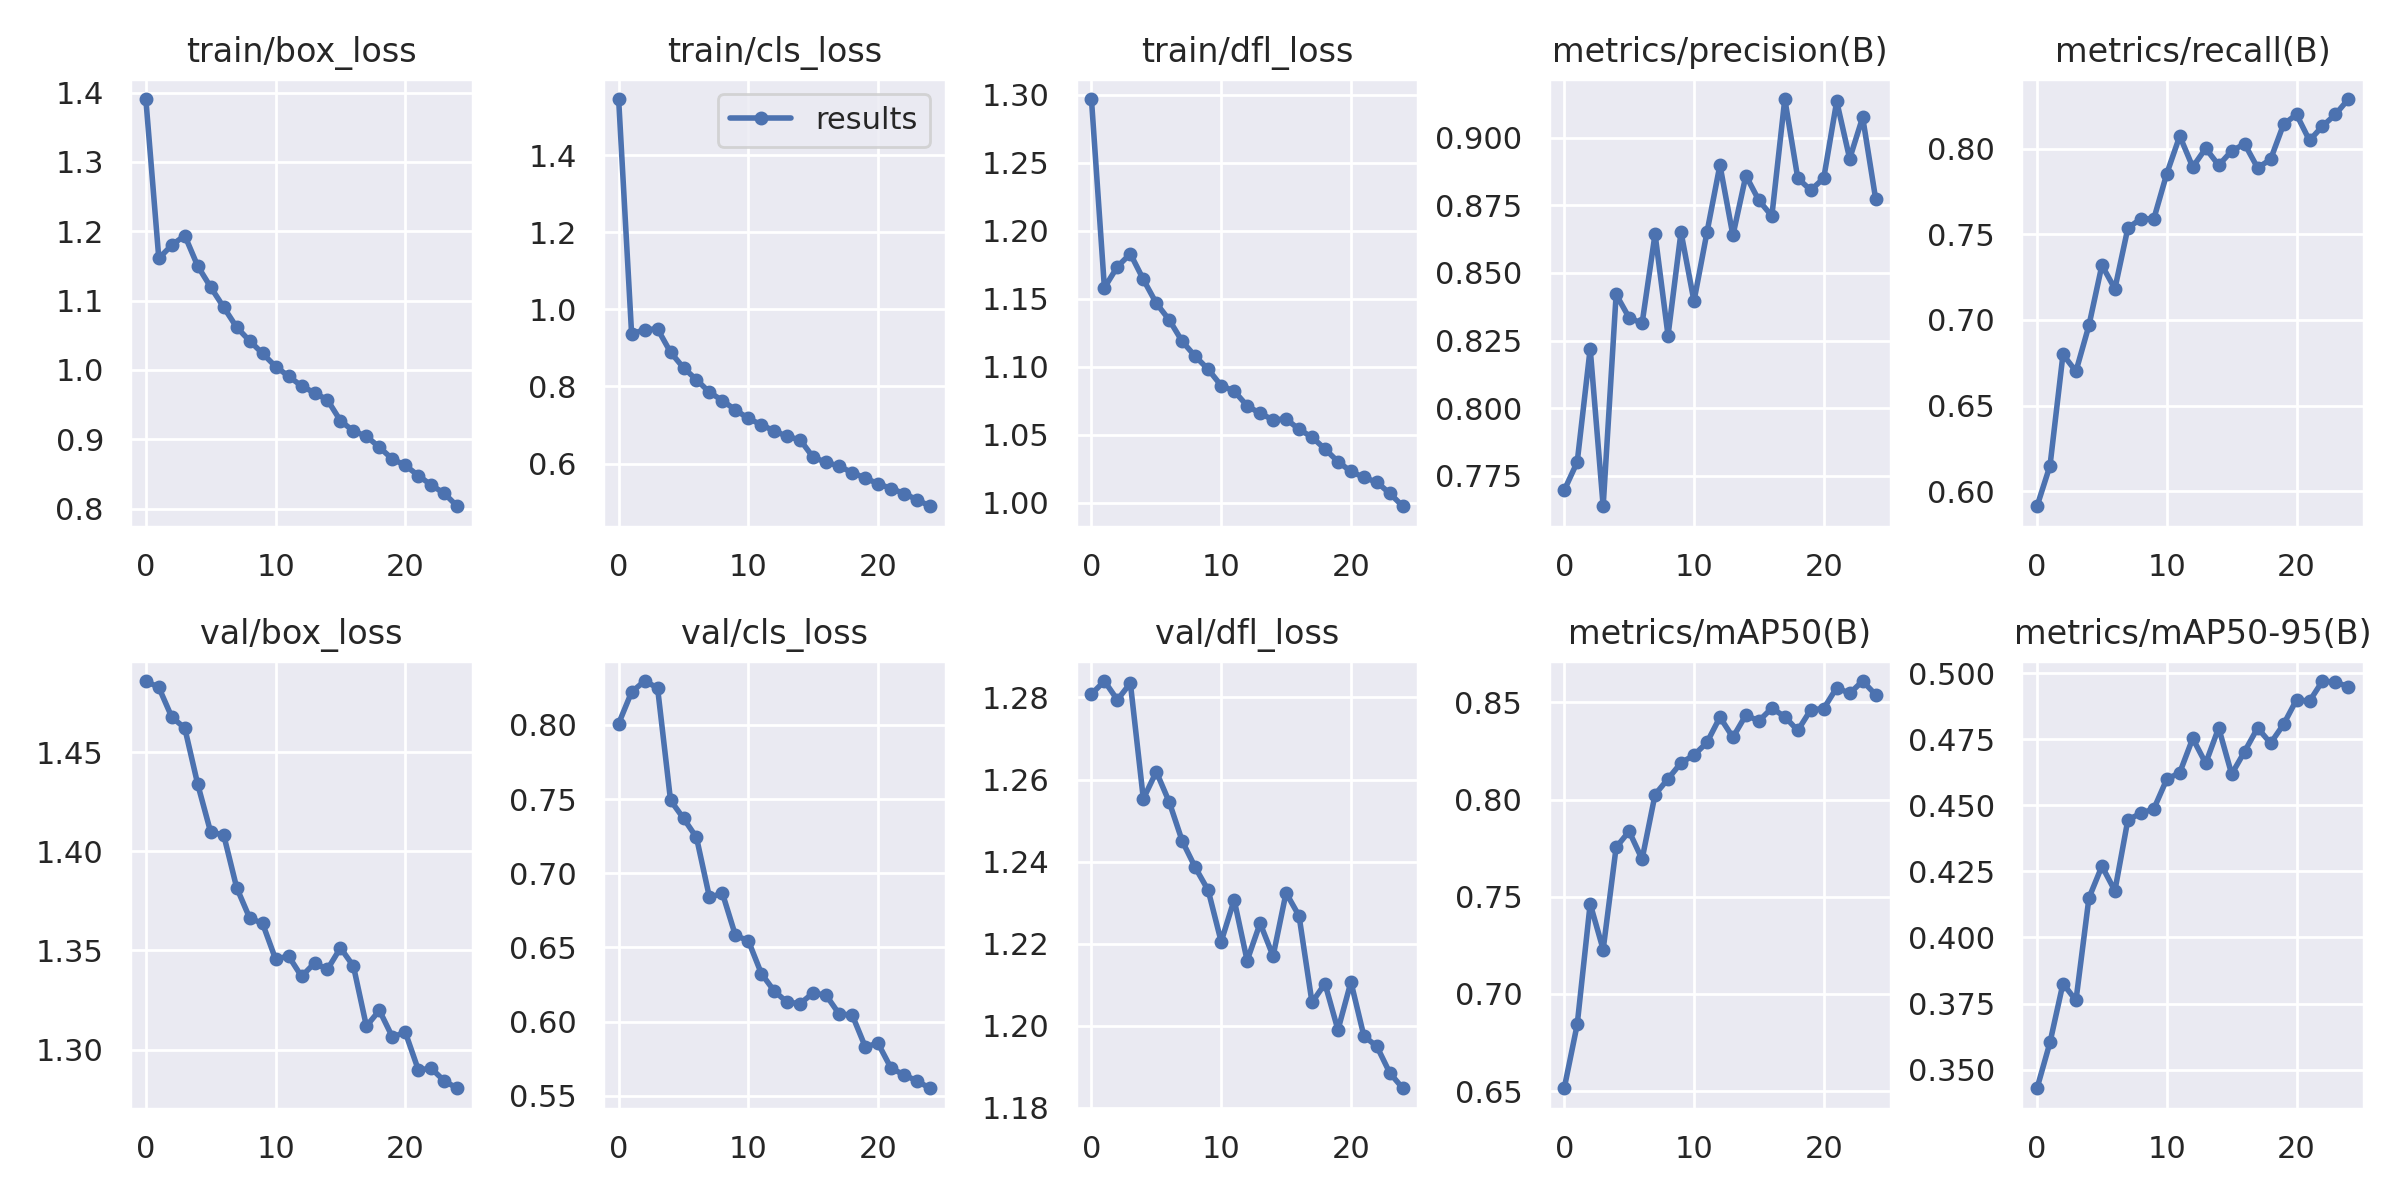 train/box_loss
1.4
1.3
1.2
1.1
1.0
0.9
0.8
0 10 20
train/cls_loss
results
1.4
1.2
1.0
0.8
0.6
0 10 20
train/dfl_loss
1.30
1.25
1.20
1.15
1.10
1.05
1.00
0 10 20
metrics/precision(B)
0.900
0.875
0.850
0.825
0.800
0.775
0 10 20
metrics/recall(B)
0.80
0.75
0.70
0.65
0.60
0 10 20
val/box_loss
1.45
1.40
1.35
1.30
0 10 20
val/cls_loss
0.80
0.75
0.70
0.65
0.60
0.55
0 10 20
val/dfl_loss
1.28
1.26
1.24
1.22
1.20
1.18
0 10 20
metrics/mAP50(B)
0.85
0.80
0.75
0.70
0.65
0 10 20
metrics/mAP50-95(B)
0.500
0.475
0.450
0.425
0.400
0.375
0.350
0 10 20